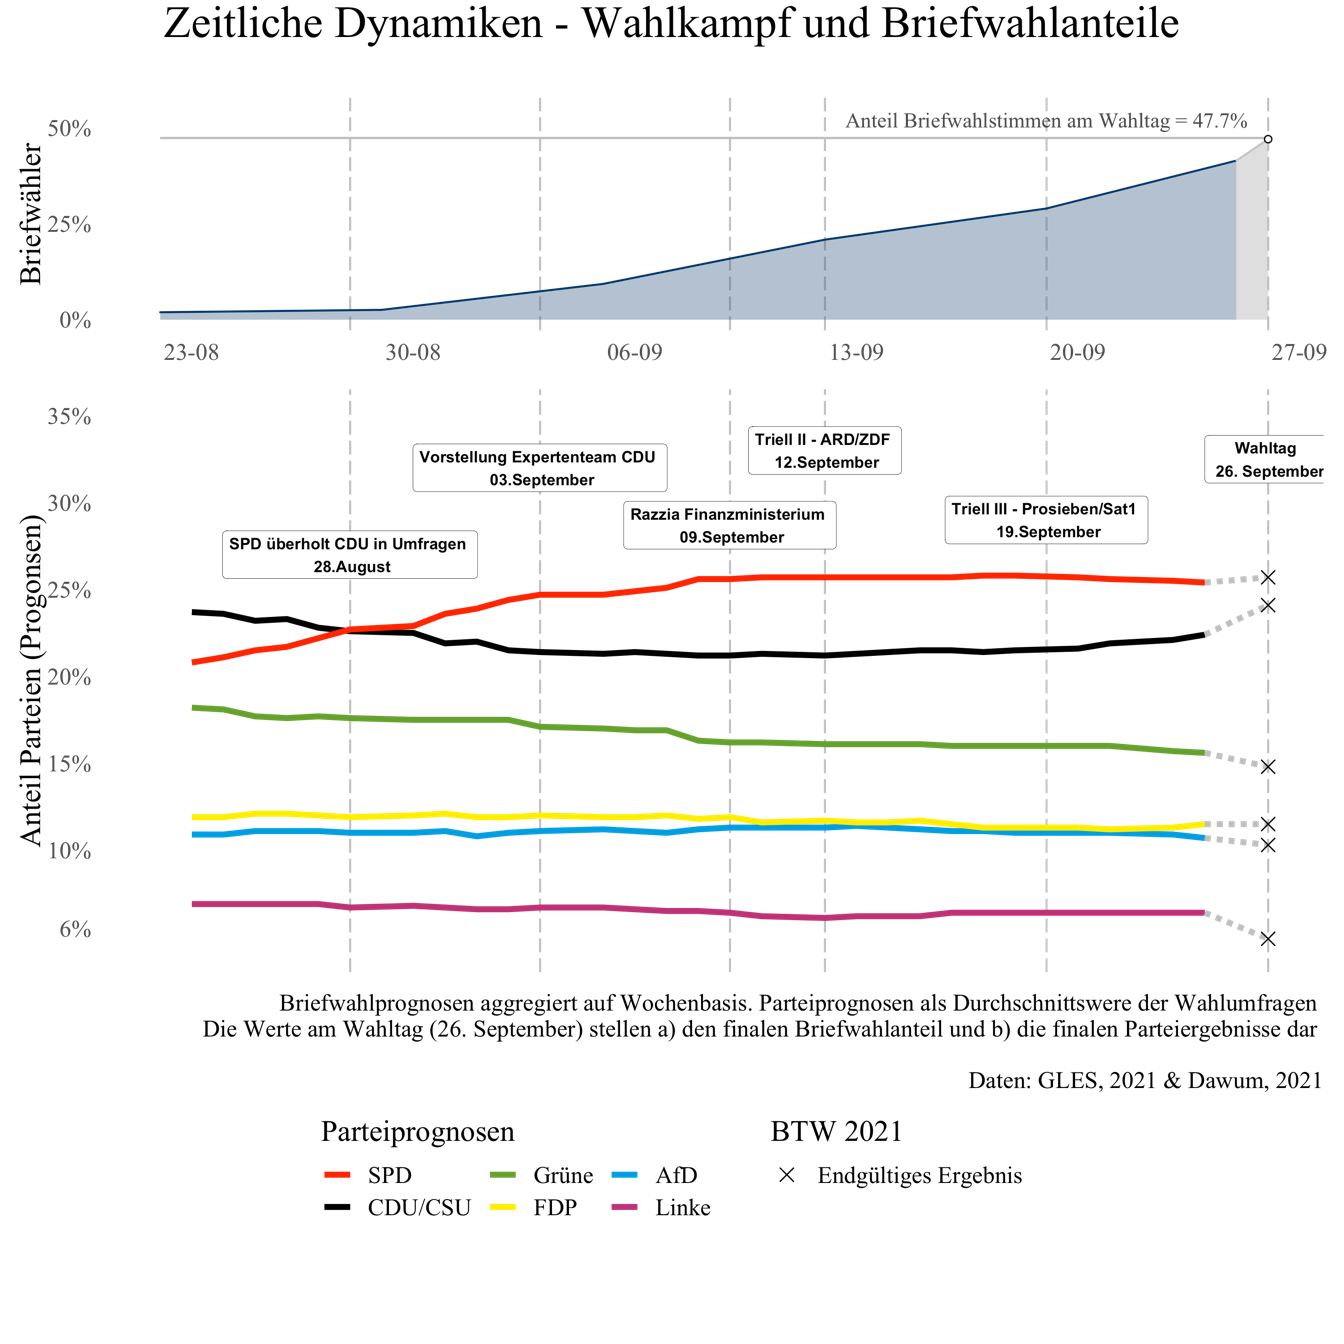 Zeitliche Dynamiken - Wahlkampf und Briefwahlanteile
Briefwähler
50%
25%
0%
Anteil Briefwahlstimmen am Wahltag = 47.7%
23-08
30-08
06-09
13-09
20-09
27-09
Anteil Parteien (Progonsen)
35%
30%
25%
20%
15%
10%
6%
SPD überholt CDU in Umfragen
28.August
Vorstellung Expertenteam CDU
03.September
Razzia Finanzministerium
09.September
Triell II - ARD/ZDF
12.September
Triell III - Prosieben/Sat1
19.September
Wahltag
26. September
Briefwahlprognosen aggregiert auf Wochenbasis. Parteiprognosen als Durchschnittswere der Wahlumfragen
Die Werte am Wahltag (26. September) stellen a) den finalen Briefwahlanteil und b) die finalen Parteiergebnisse dar
Daten: GLES, 2021 & Dawum, 2021
Parteiprognosen
SPD
CDU/CSU
Grüne
FDP
AfD
Linke
BTW 2021
Endgültiges Ergebnis